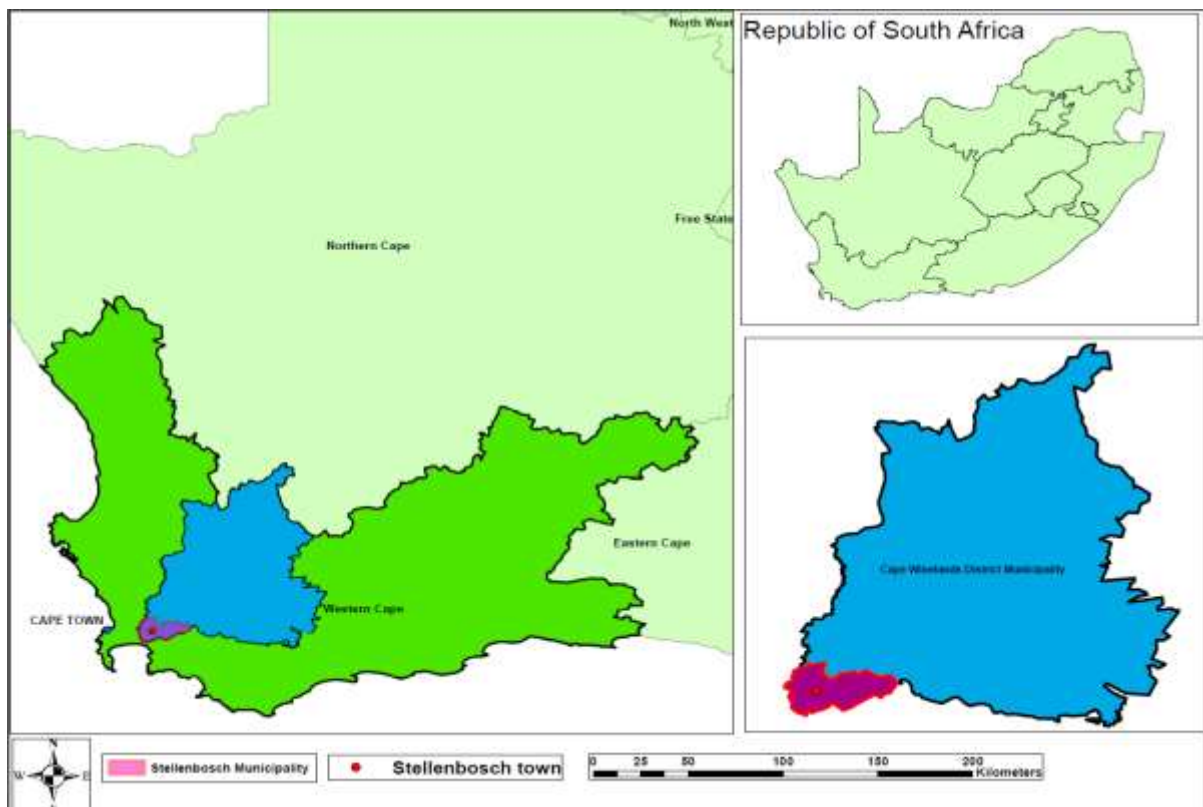 North West
Republic of South Africa
Free State
Northern Cape
Eastern Cape
Western Cape
CAPE TOWN
Cape Winelands District Municipality
N
W E
Stellenbosch Municipality
Stellenbosch town
0 25 50 100 150 200
Kilometers